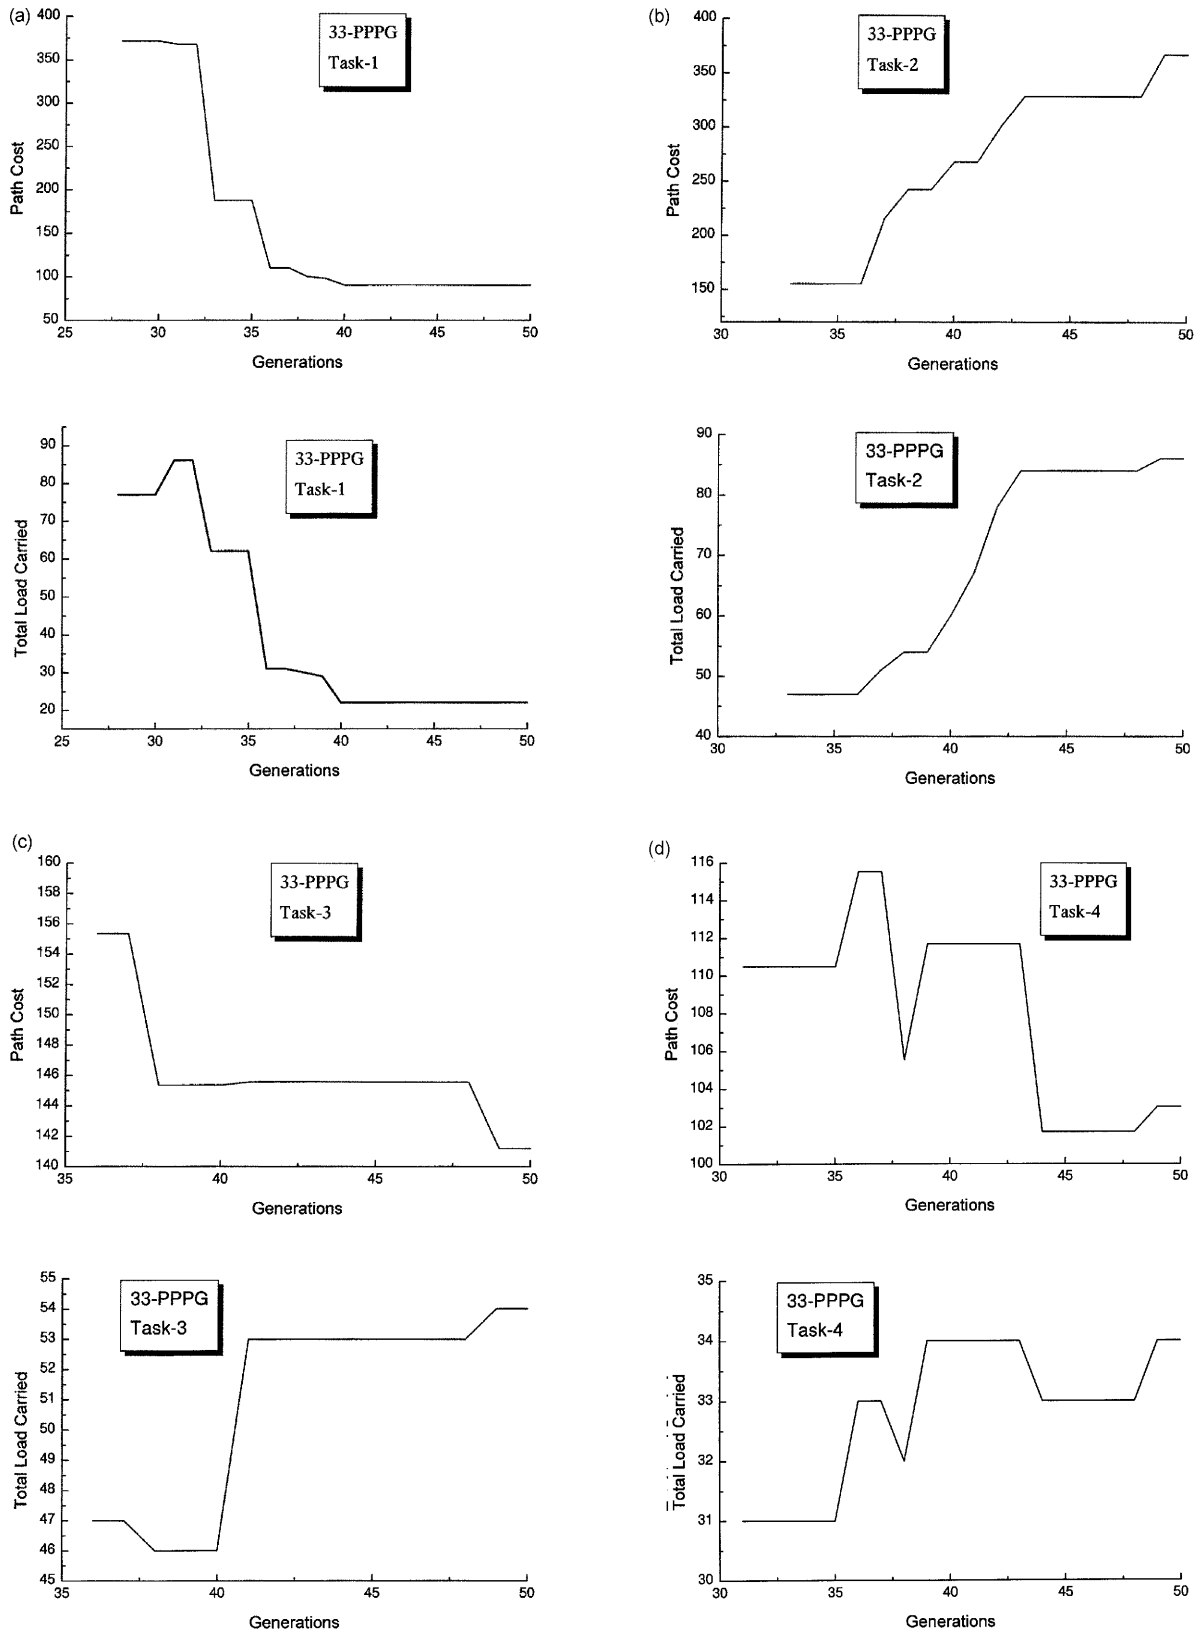 (a)
400
350
300
250
200
150
100
50
Path Cost
25 30 35 40 45 50
Generations
33-PPPG
Task-1
(b)
400
350
300
250
200
150
Path Cost
30 35 40 45 50
Generations
33-PPPG
Task-2
90
80
70
60
50
40
30
20
Total Load Carried
25 30 35 40 45 50
Generations
33-PPPG
Task-1
90
80
70
60
50
40
Total Load Carried
30 35 40 45 50
Generations
33-PPPG
Task-2
(c)
160
158
156
154
152
150
148
146
144
142
140
Path Cost
35 40 45 50
Generations
33-PPPG
Task-3
(d)
116
114
112
110
108
106
104
102
100
Path Cost
30 35 40 45 50
Generations
33-PPPG
Task-4
55
54
53
52
51
50
49
48
47
46
45
Total Load Carried
35 40 45 50
Generations
33-PPPG
Task-3
35
34
33
32
31
30
Total Load Carried
30 35 40 45 50
Generations
33-PPPG
Task-4